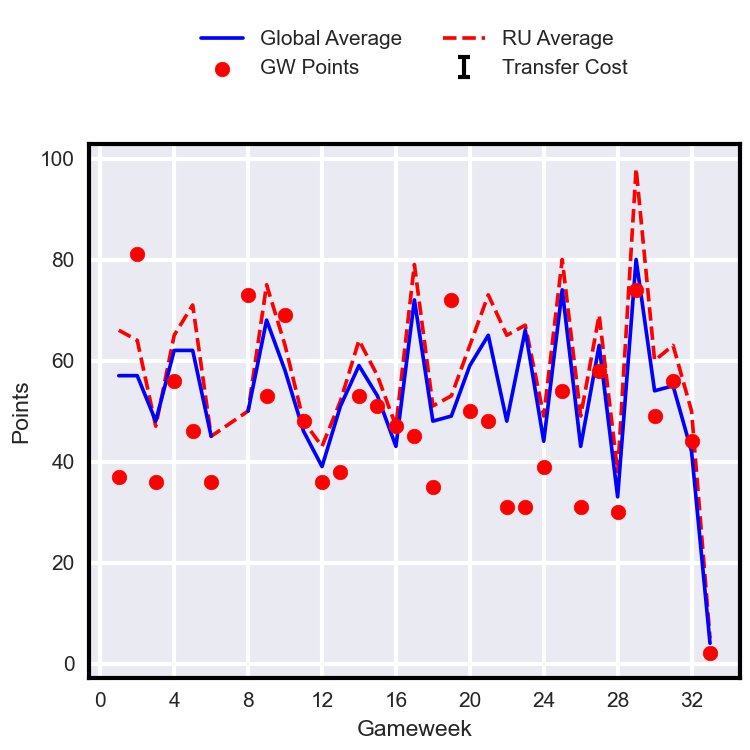 Global Average
RU Average
GW Points
Transfer Cost
100
80
60
40
20
0
Points
0 4 8 12 16 20 24 28 32
Gameweek